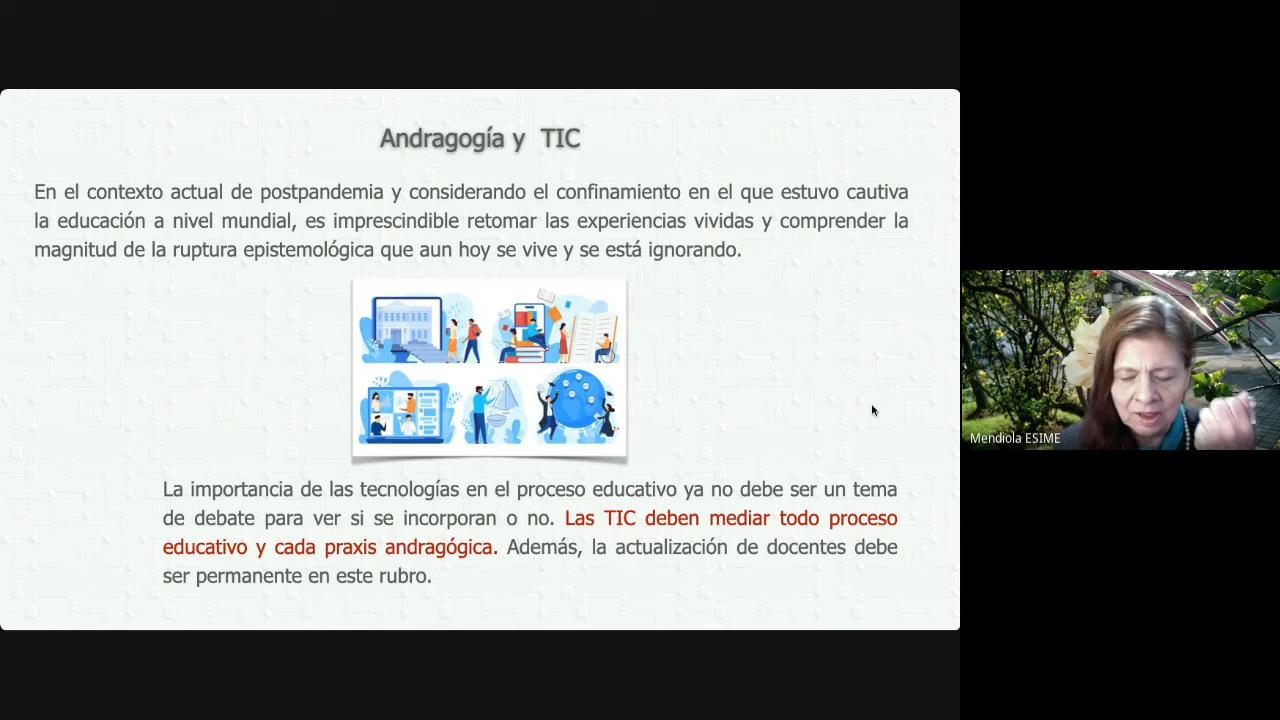 Andragogía y TIC
En el contexto actual de postpandemia y considerando el confinamiento en el que estuvo cautiva
la educación a nivel mundial, es imprescindible retomar las experiencias vividas y comprender la
magnitud de la ruptura epistemológica que aun hoy se vive y se está ignorando.
La importancia de las tecnologías en el proceso educativo ya no debe ser un tema
de debate para ver si se incorporan o no. Las TIC deben mediar todo proceso
educativo y cada praxis andragógica. Además, la actualización de docentes debe
ser permanente en este rubro.
Mendiola ESIME